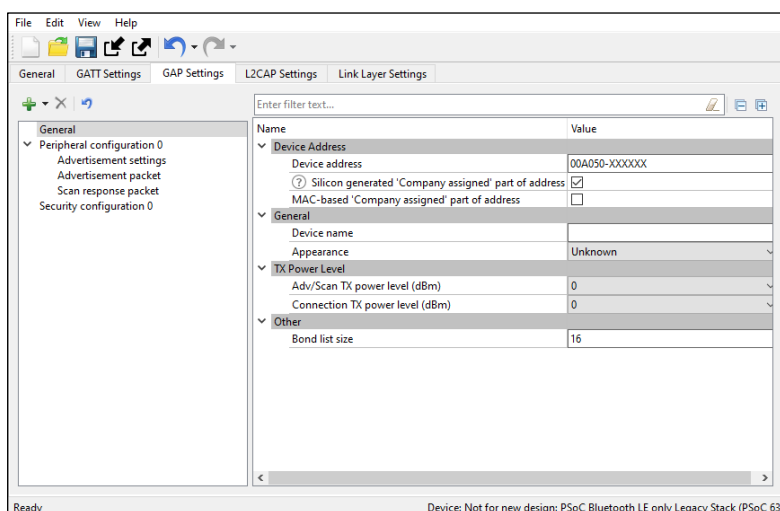 File Edit View Help
General GATT Settings GAP Settings L2CAP Settings Link Layer Settings
Enter filter text...
General
Peripheral configuration 0
Advertisement settings
Advertisement packet
Scan response packet
Security configuration 0
Name Value
Device Address
Device address 00A050-XXXXXX
? Silicon generated 'Company assigned' part of address
MAC-based 'Company assigned' part of address
General
Device name
Appearance Unknown
TX Power Level
Adv/Scan TX power level (dBm) 0
Connection TX power level (dBm) 0
Other
Bond list size 16
Ready Device: Not for new design: PSoC Bluetooth LE only Legacy Stack (PSoC 63